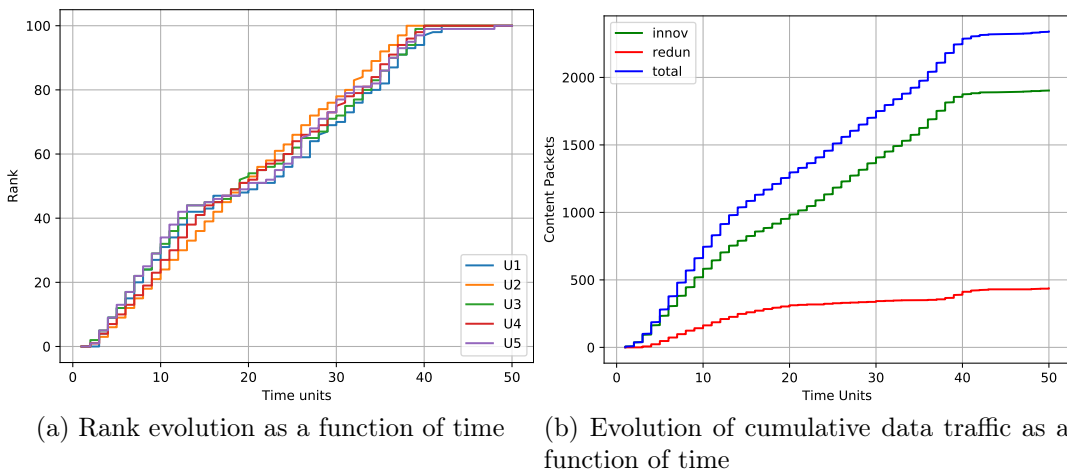 100
80
60
40
20
0
Rank
0 10 20 30 40 50
Time units
U1
U2
U3
U4
U5
(a) Rank evolution as a function of time
innov
redun
total
2000
1500
1000
500
0
Content Packets
0 10 20 30 40 50
Time Units
(b) Evolution of cumulative data traffic as a
function of time